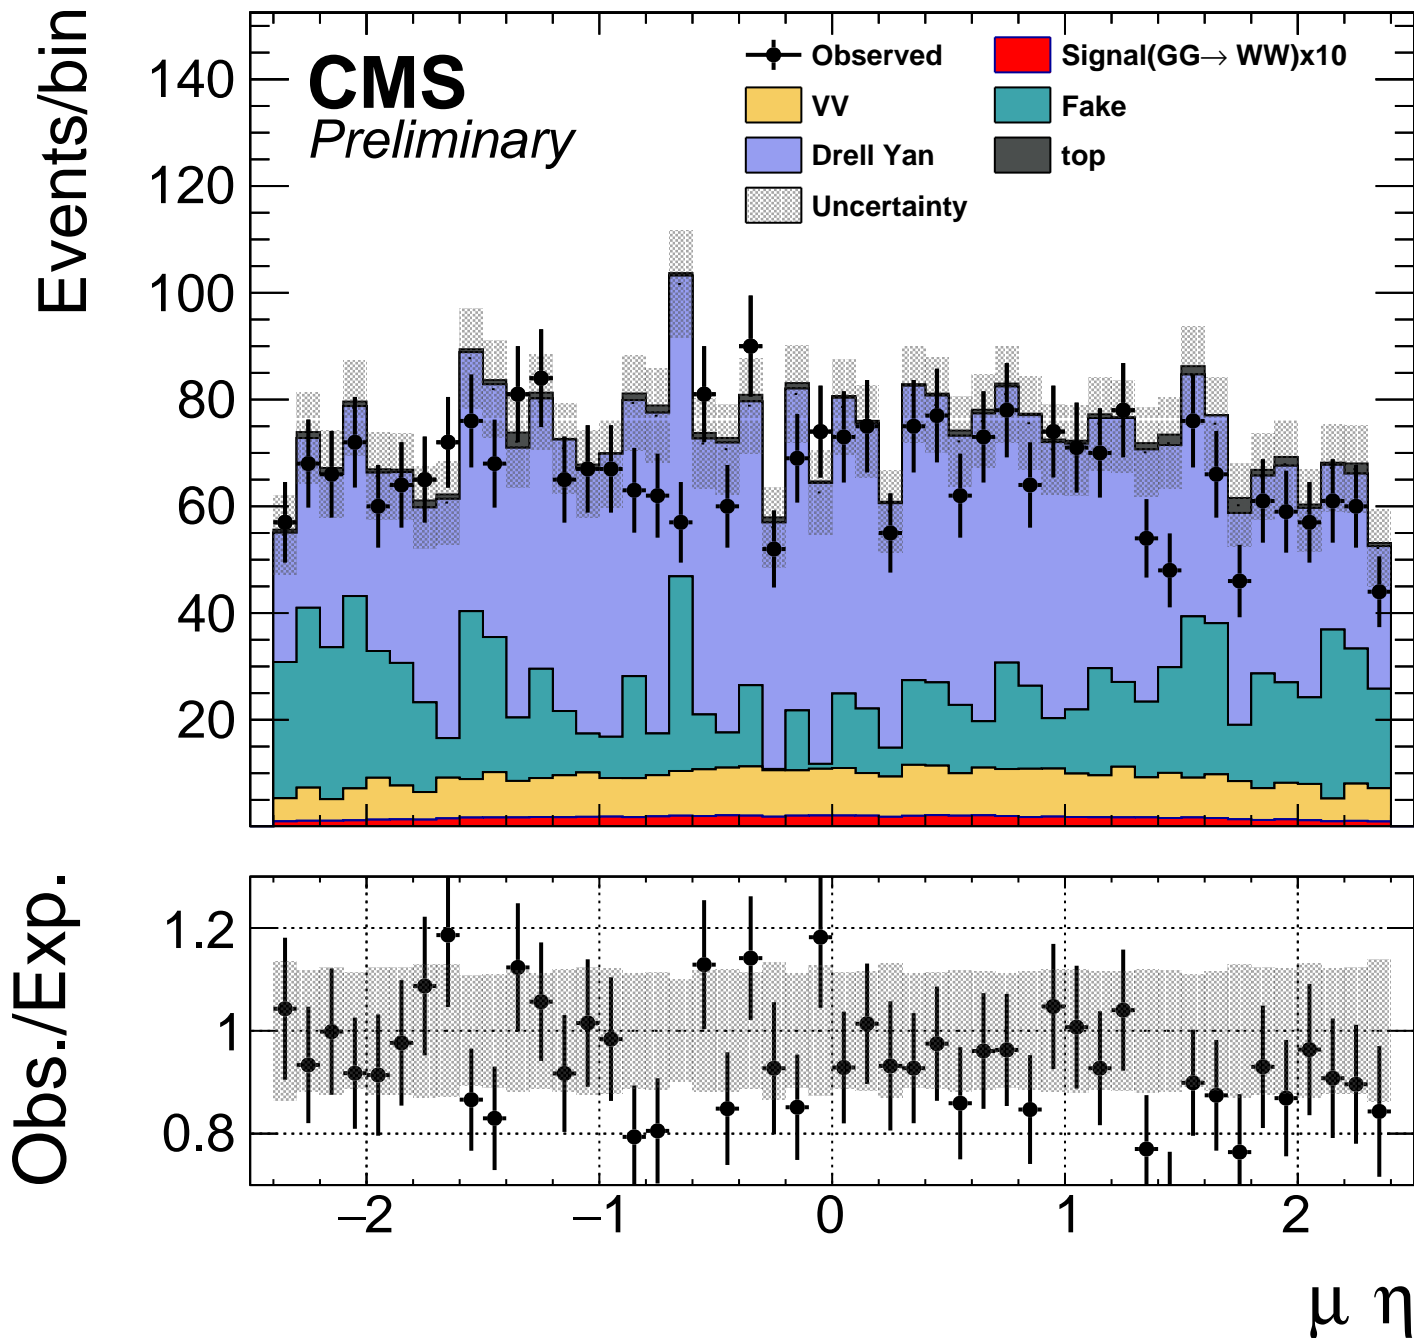 Events/bin
140
120
100
80
60
40
20
CMS
Preliminary
Observed
Signal(GG→ WW)x10
VV
Fake
Drell Yan
top
Uncertainty
Obs./Exp.
1.2
1
0.8
−2
−1
0
1
2
μ η